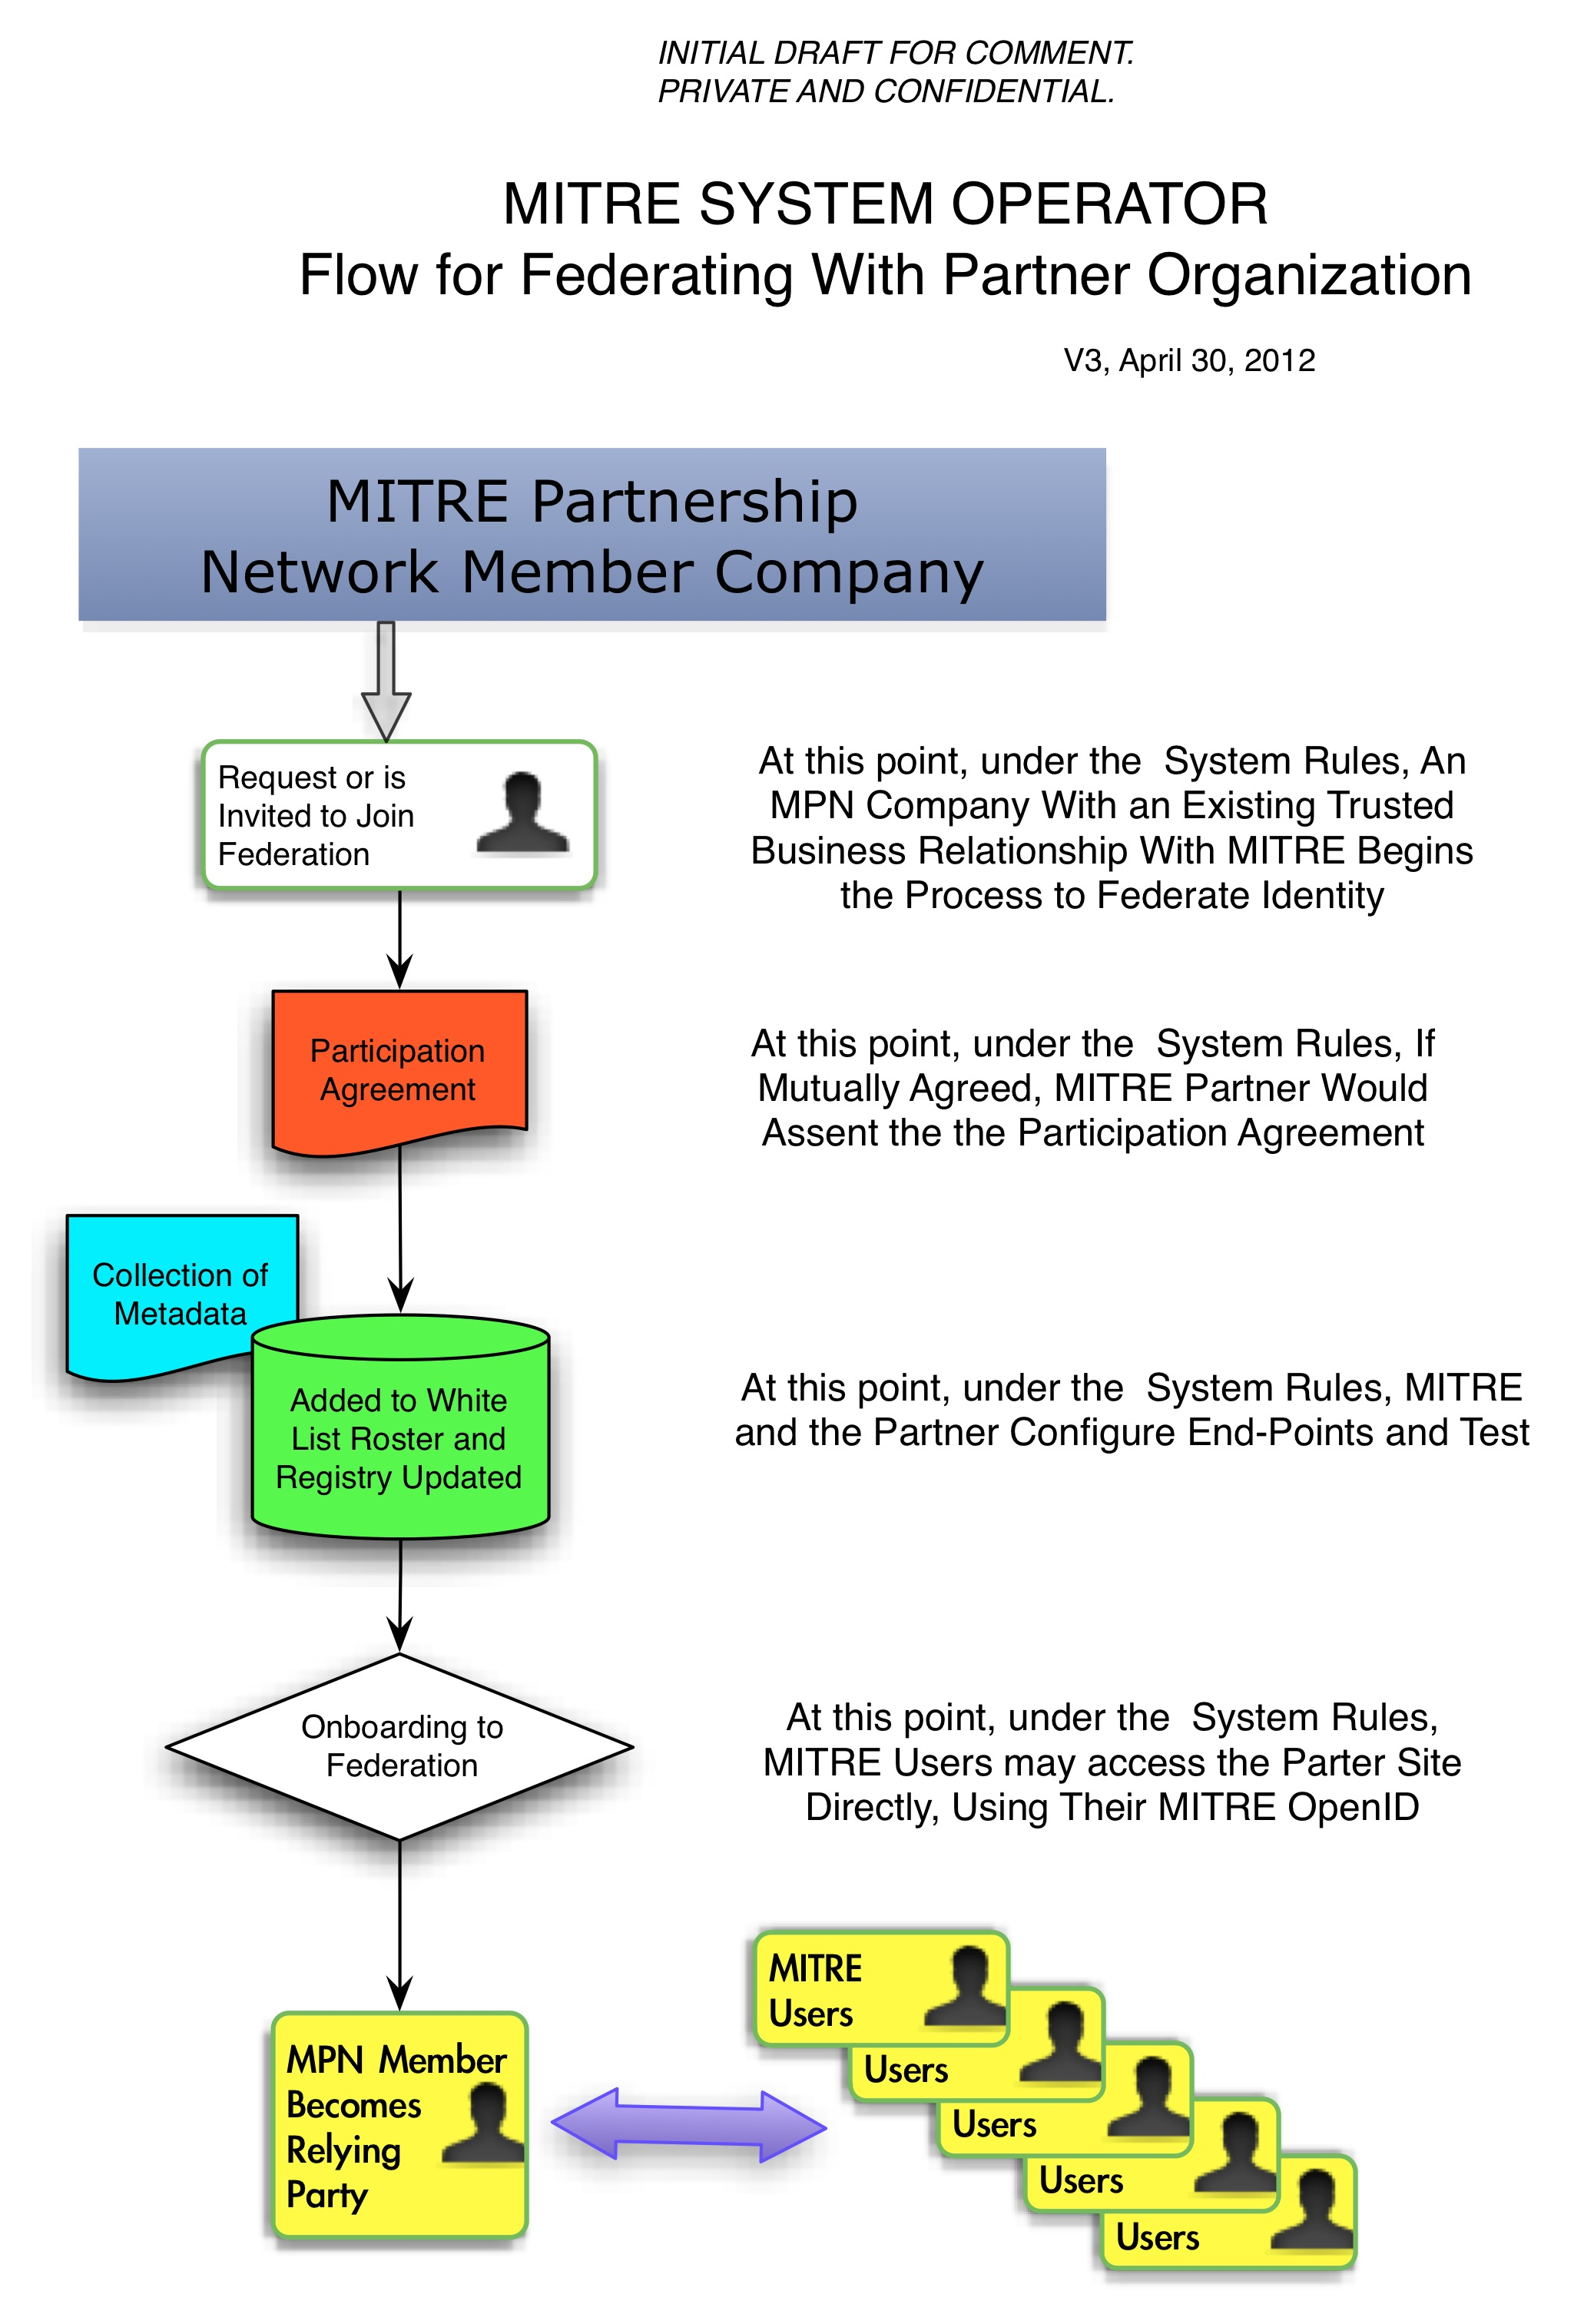 INITIAL DRAFT FOR COMMENT.
PRIVATE AND CONFIDENTIAL.
MITRE SYSTEM OPERATOR
Flow for Federating With Partner Organization
V3, April 30, 2012
MITRE Partnership
Network Member Company
Request or is
Invited to Join
Federation
At this point, under the  System Rules, An
MPN Company With an Existing Trusted
Business Relationship With MITRE Begins
the Process to Federate Identity
Participation
Agreement
At this point, under the  System Rules, If
Mutually Agreed, MITRE Partner Would
Assent the the Participation Agreement
Collection of
Metadata
Added to White
List Roster and
Registry Updated
At this point, under the  System Rules, MITRE
and the Partner Configure End-Points and Test
Onboarding to
Federation
At this point, under the  System Rules,
MITRE Users may access the Parter Site
Directly, Using Their MITRE OpenID
MPN Member
Becomes
Relying
Party
MITRE
Users
Users
Users
Users
Users